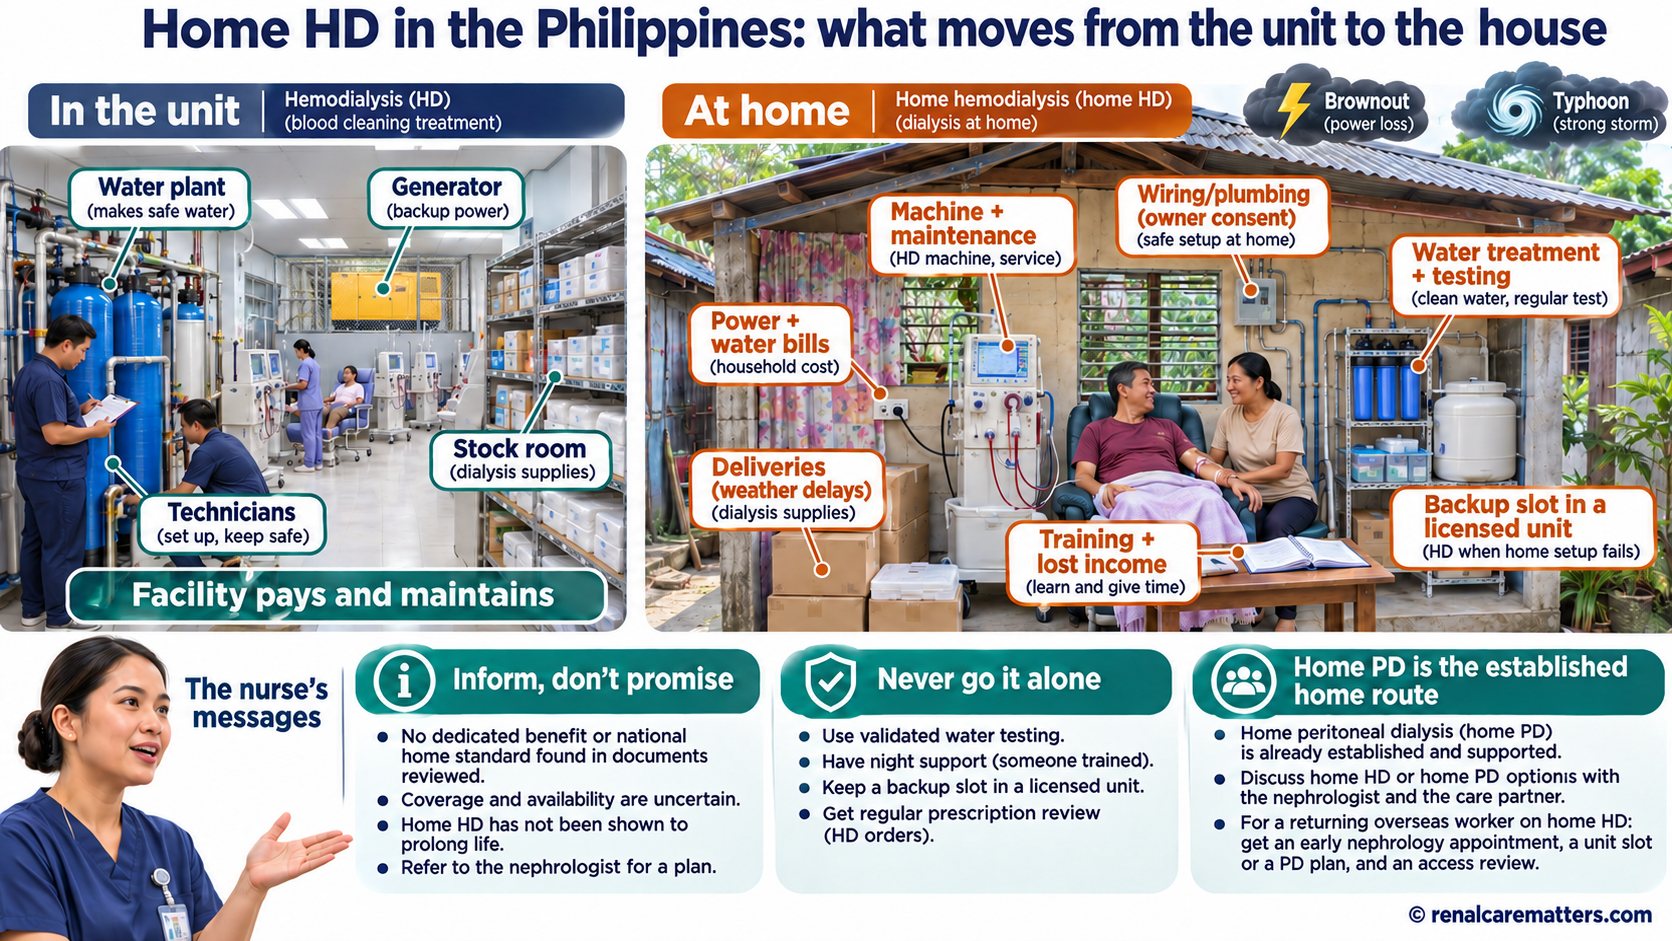 Home HD in the Philippines: what moves from the unit to the house
In the unit
Hemodialysis (HD)
(blood cleaning treatment)
At home
Home hemodialysis (home HD)
(dialysis at home)
Brownout
(power loss)
Typhoon
(strong storm)
Water plant
(makes safe water)
Generator
(backup power)
Stock room
(dialysis supplies)
Technicians
(set up, keep safe)
Facility pays and maintains
Machine +
maintenance
(HD machine, service)
Wiring/plumbing
(owner consent)
(safe setup at home)
Water treatment
+ testing
(clean water, regular test)
Power +
water bills
(household cost)
Deliveries
(weather delays)
(dialysis supplies)
Training +
lost income
(learn and give time)
Backup slot in a
licensed unit
(HD when home setup fails)
The nurse's
messages
Inform, don't promise
No dedicated benefit or national
home standard found in documents
reviewed.
Coverage and availability are uncertain.
Home HD has not been shown to
prolong life.
Refer to the nephrologist for a plan.
Never go it alone
Use validated water testing.
Have night support (someone trained).
Keep a backup slot in a licensed unit.
Get regular prescription review
(HD orders).
Home PD is the established
home route
Home peritoneal dialysis (home PD)
is already established and supported.
Discuss home HD or home PD options with
the nephrologist and the care partner.
For a returning overseas worker on home HD:
get an early nephrology appointment, a unit slot
or a PD plan, and an access review.
© renalcarematters.com